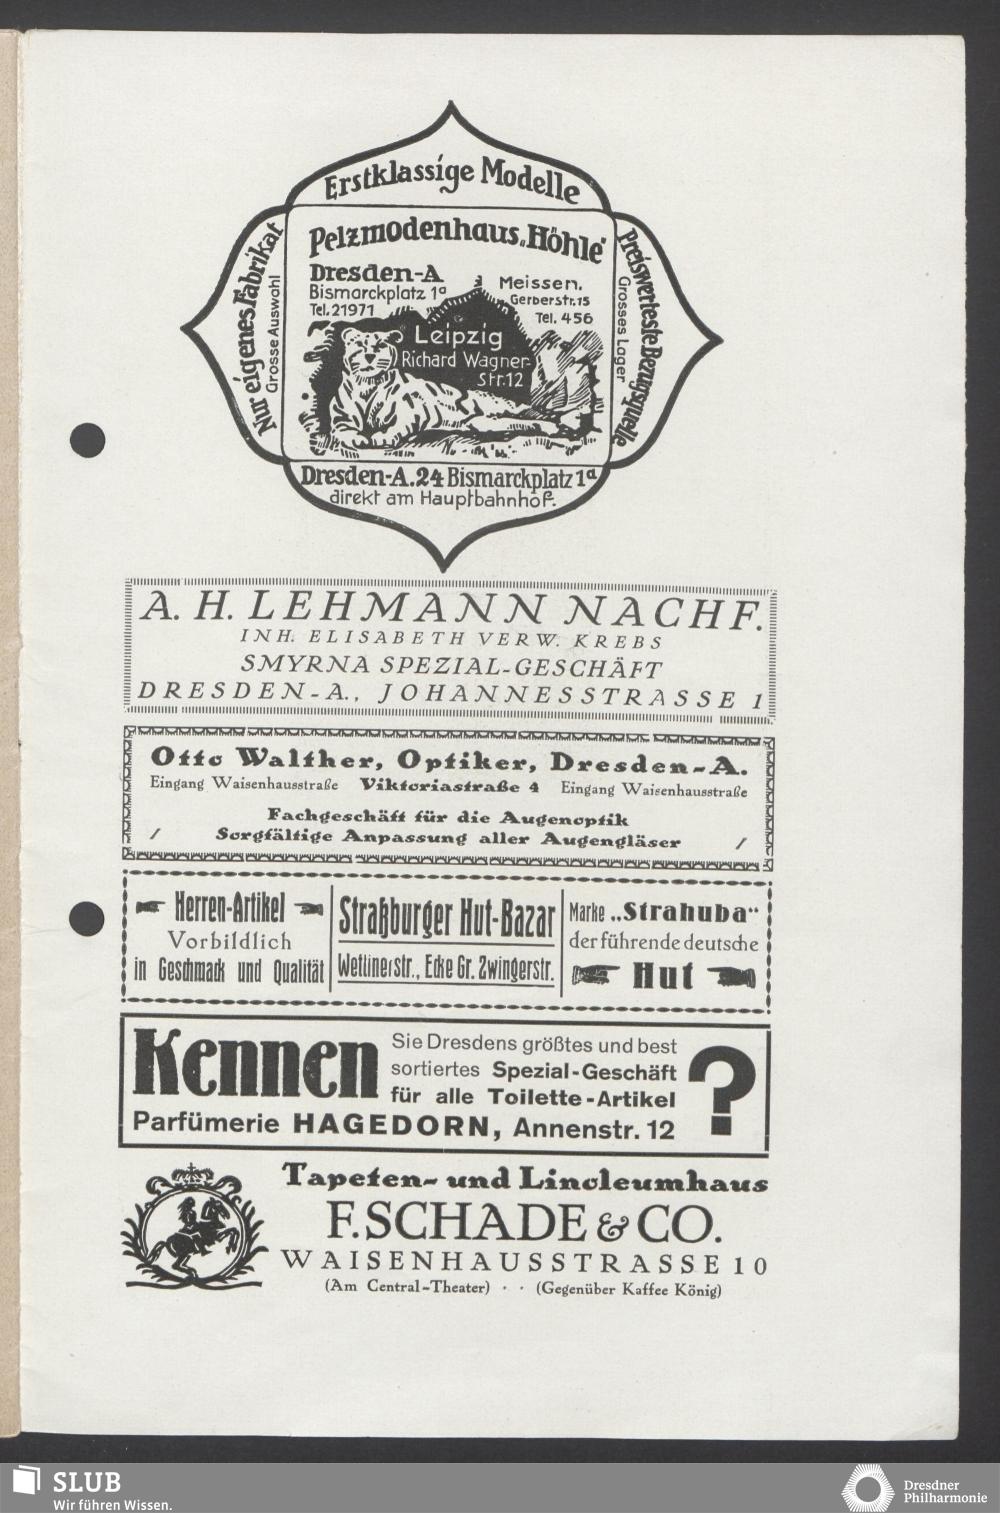 Erstklassige Modelle
Nur eigenes Fabrikat
Grosse Auswahl
Pelzmodenhaus „Höhle“
Dresden-A
Bismarckplatz 1ª
Tel. 21971
Meissen.
Gerberstr. 15
Tel. 456
Leipzig
Richard Wagner-
Str. 12
Preiswerteste Bezugsquelle
Grosses Lager
Dresden-A. 24 Bismarckplatz 1ª
direkt am Hauptbahnhof.
A. H. LEHMANN NACHF.
INH. ELISABETH VERW. KREBS
SMYRNA SPEZIAL-GESCHÄFT
DRESDEN-A., JOHANNESSTRASSE 1
Otto Walther, Optiker, Dresden-A.
Eingang Waisenhausstraße Viktoriastraße 4 Eingang Waisenhausstraße
Fachgeschäft für die Augenoptik
/ Sorgfältige Anpassung aller Augengläser /
Herren-Artikel
Vorbildlich
in Geschmack und Qualität
Straßburger Hut-Bazar
Wettinerstr., Ecke Gr. Zwingerstr.
Marke „Strahuba“
der führende deutsche
Hut
Kennen
Sie Dresdens größtes und best
sortiertes Spezial-Geschäft
für alle Toilette-Artikel
?
Parfümerie HAGEDORN, Annenstr. 12
Tapeten- und Linoleumhaus
F. SCHADE & CO.
WAISENHAUSSTRASSE 10
(Am Central-Theater) · · (Gegenüber Kaffee König)
SLUB
Wir führen Wissen.
Dresdner
Philharmonie